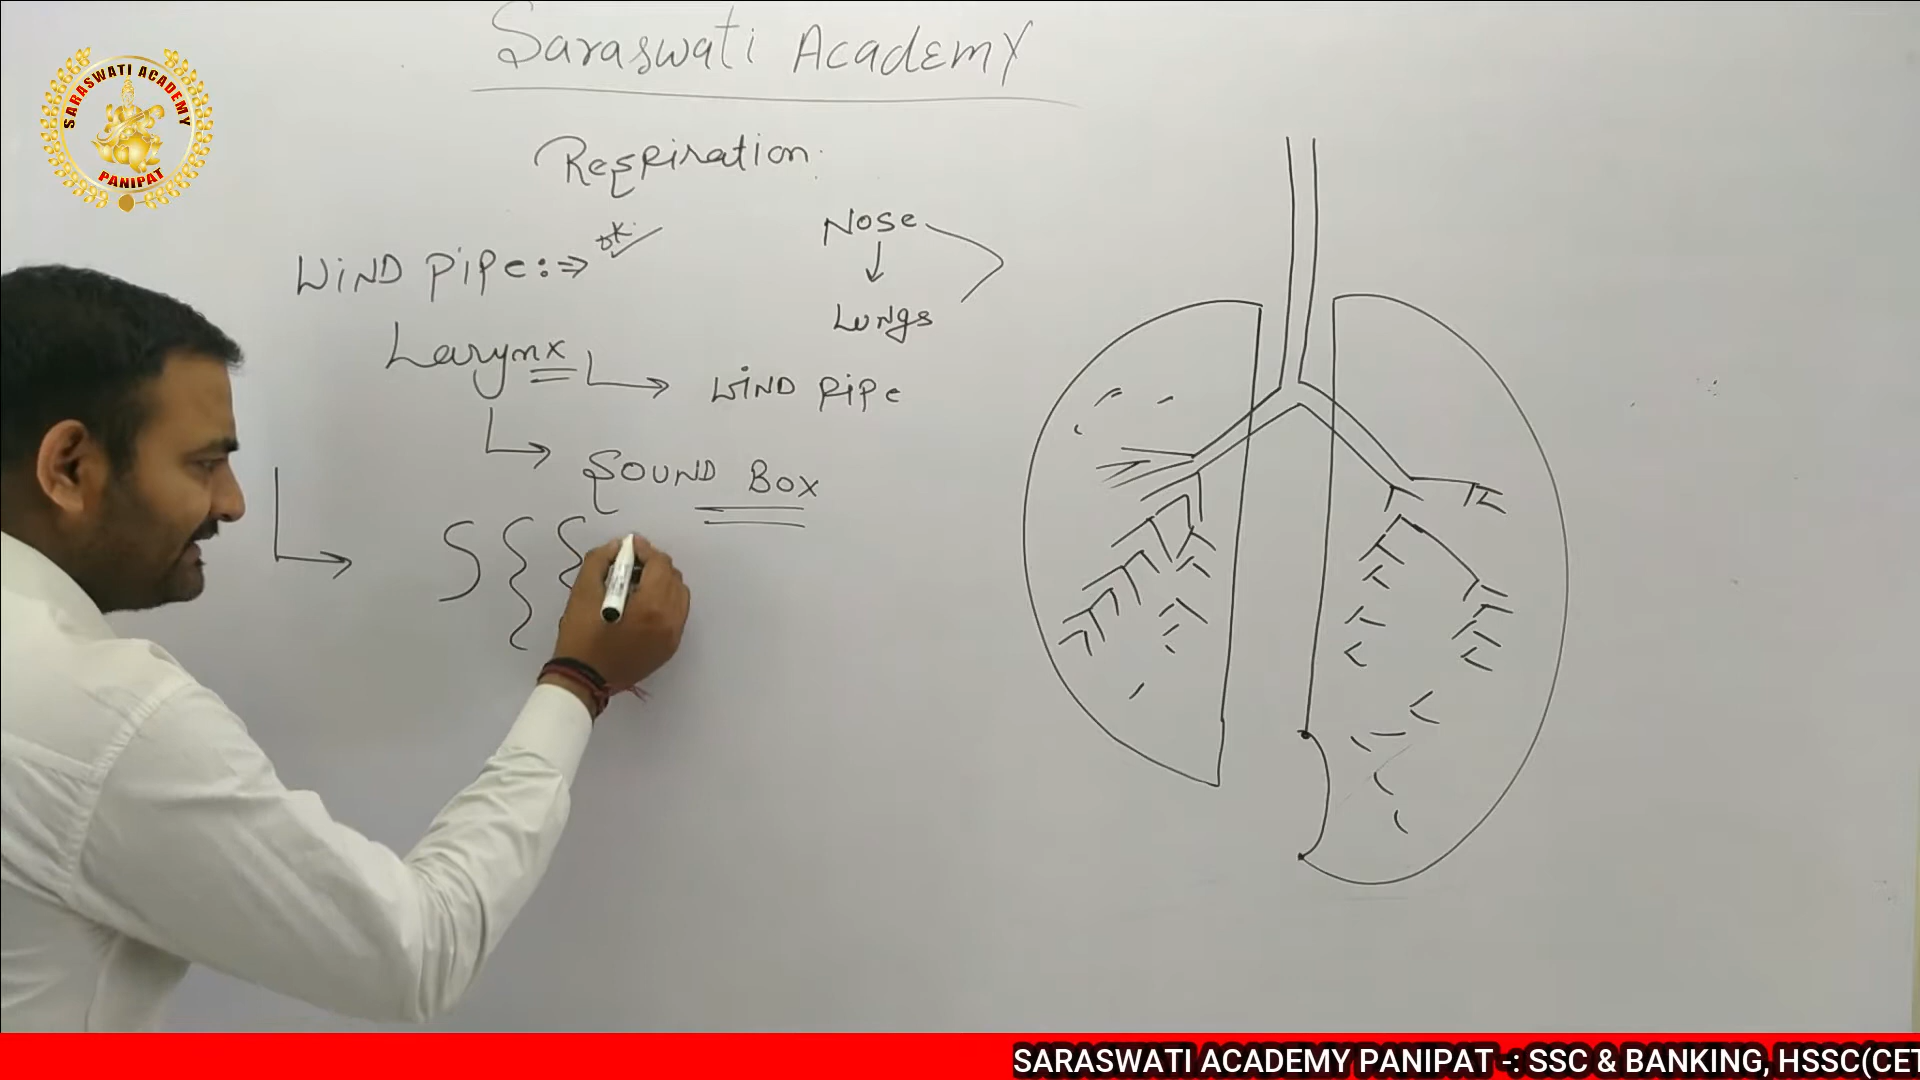 SARASWATI ACADEMY
PANIPAT
Saraswati Academy
Respiration
Wind Pipe :⇒ ok
Nose
↓
Lungs
Larynx
Wind Pipe
Sound Box
SARASWATI ACADEMY PANIPAT -: SSC & BANKING, HSSC(CET